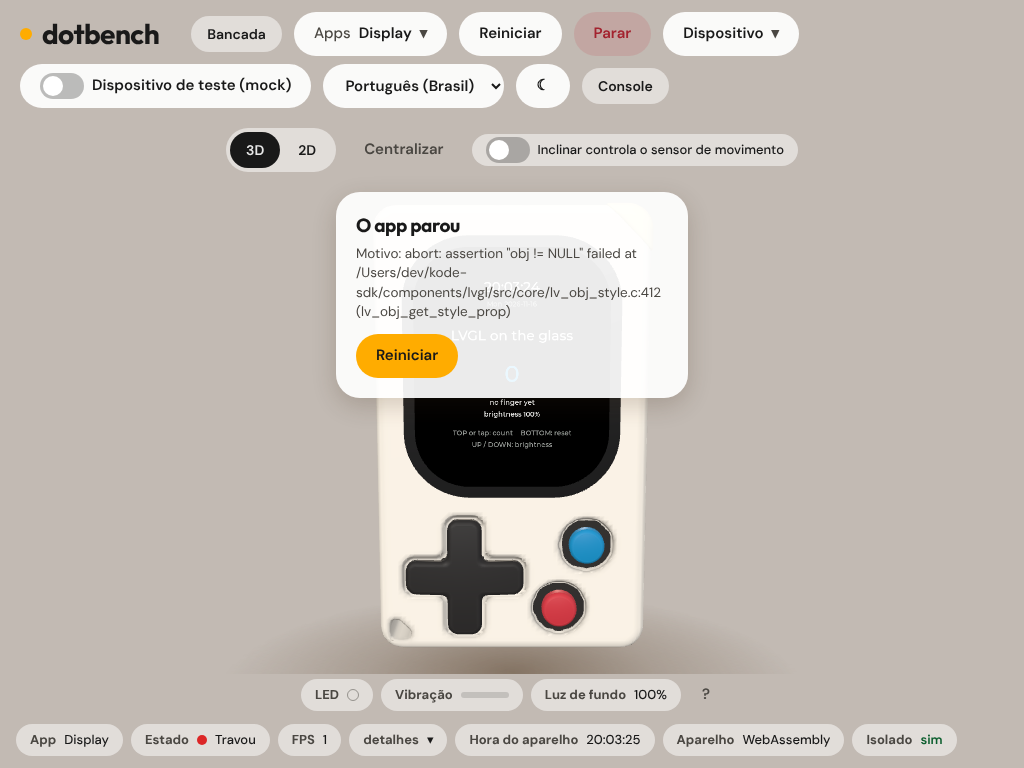 dotbench
Bancada
Apps Display ▾
Reiniciar
Parar
Dispositivo ▾
Dispositivo de teste (mock)
Português (Brasil)
Console
3D
2D
Centralizar
Inclinar controla o sensor de movimento
O app parou
Motivo: abort: assertion "obj != NULL" failed at
/Users/dev/kode-
sdk/components/lvgl/src/core/lv_obj_style.c:412
(lv_obj_get_style_prop)
LVGL on the glass
Reiniciar
0
no finger yet
brightness 100%
TOP or tap: count BOTTOM: reset
UP / DOWN: brightness
LED
Vibração
Luz de fundo 100%
?
App Display
Estado Travou
FPS 1
detalhes ▾
Hora do aparelho 20:03:25
Aparelho WebAssembly
Isolado sim